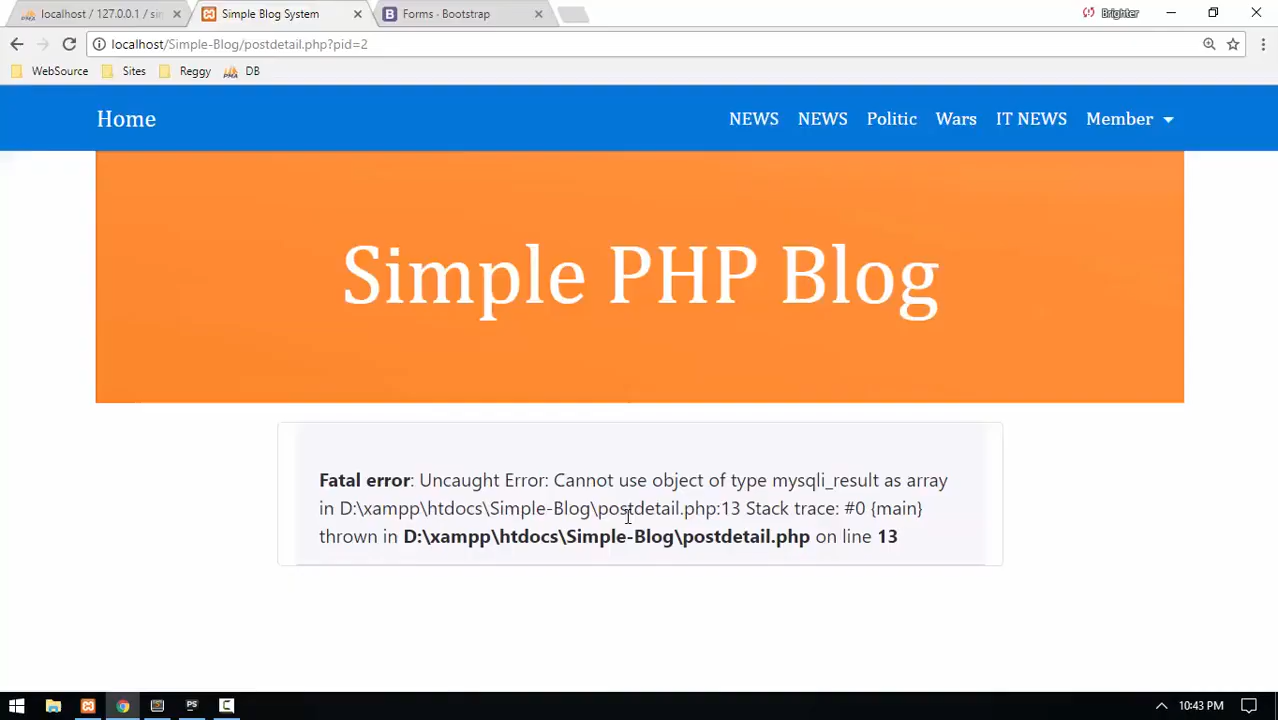 localhost / 127.0.0.1 / sim
Simple Blog System
Forms · Bootstrap
Brighter
localhost/Simple-Blog/postdetail.php?pid=2
WebSource
Sites
Reggy
DB
Home
NEWS
NEWS
Politic
Wars
IT NEWS
Member
Simple PHP Blog
Fatal error: Uncaught Error: Cannot use object of type mysqli_result as array
in D:\xampp\htdocs\Simple-Blog\postdetail.php:13 Stack trace: #0 {main}
thrown in D:\xampp\htdocs\Simple-Blog\postdetail.php on line 13
PS
10:43 PM